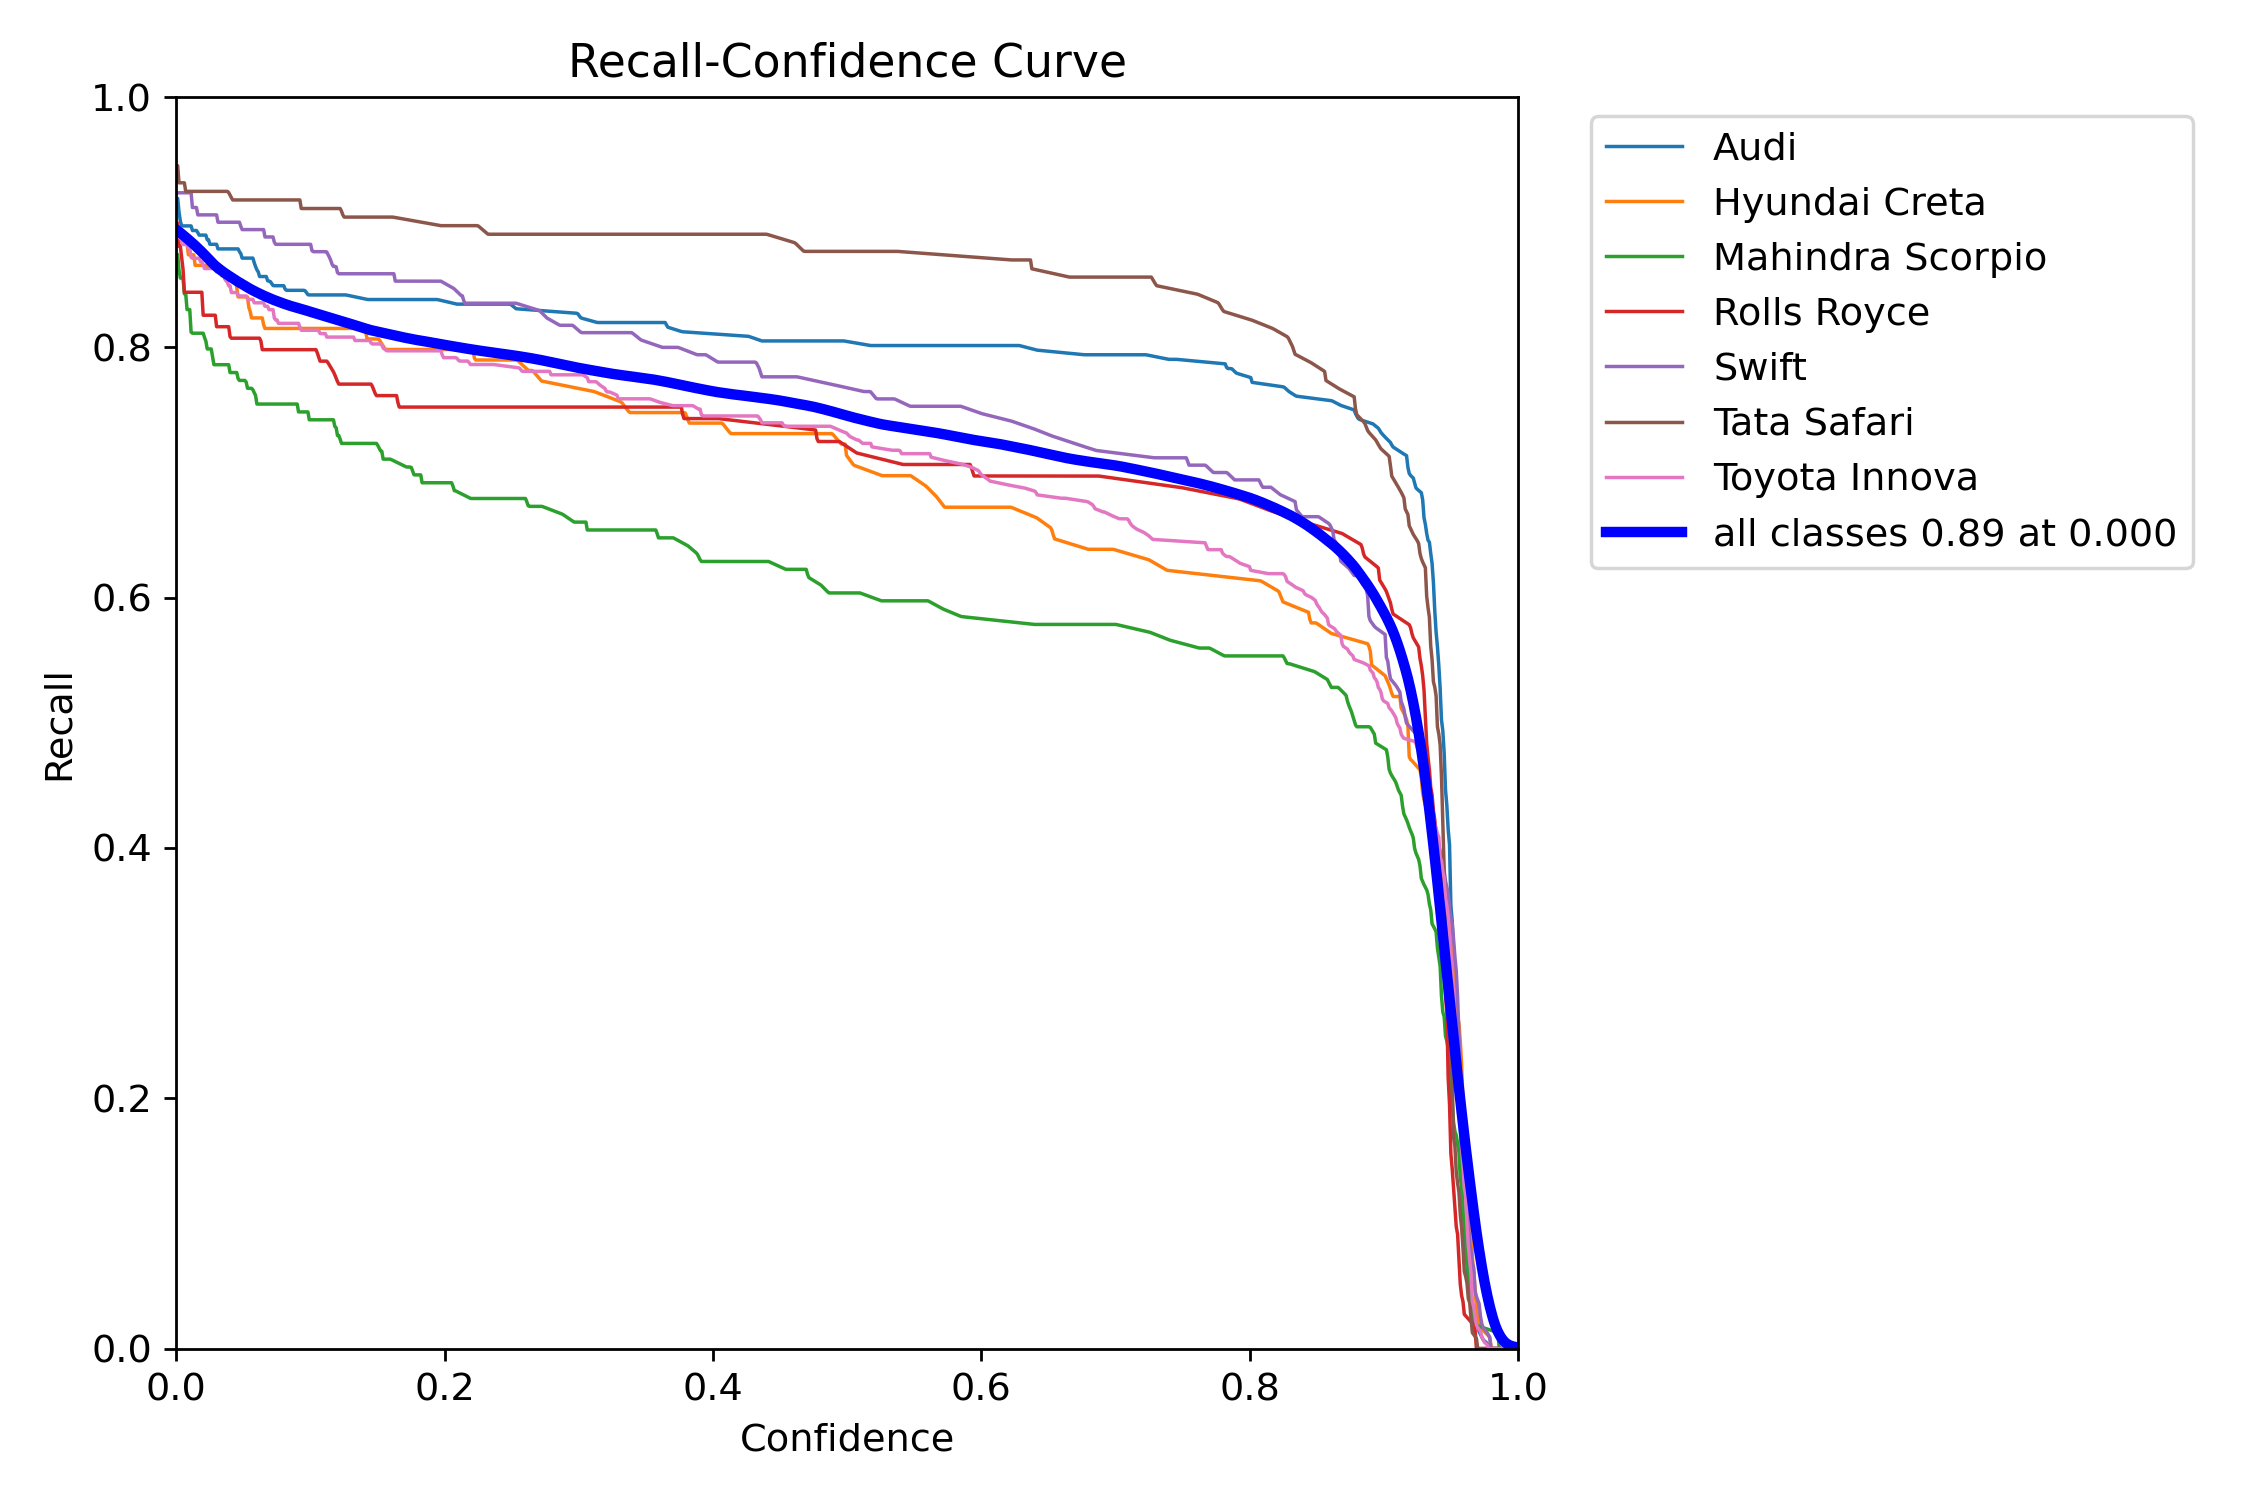 Recall-Confidence Curve
1.0
0.8
0.6
0.4
0.2
0.0
Recall
0.0 0.2 0.4 0.6 0.8 1.0
Confidence
Audi
Hyundai Creta
Mahindra Scorpio
Rolls Royce
Swift
Tata Safari
Toyota Innova
all classes 0.89 at 0.000